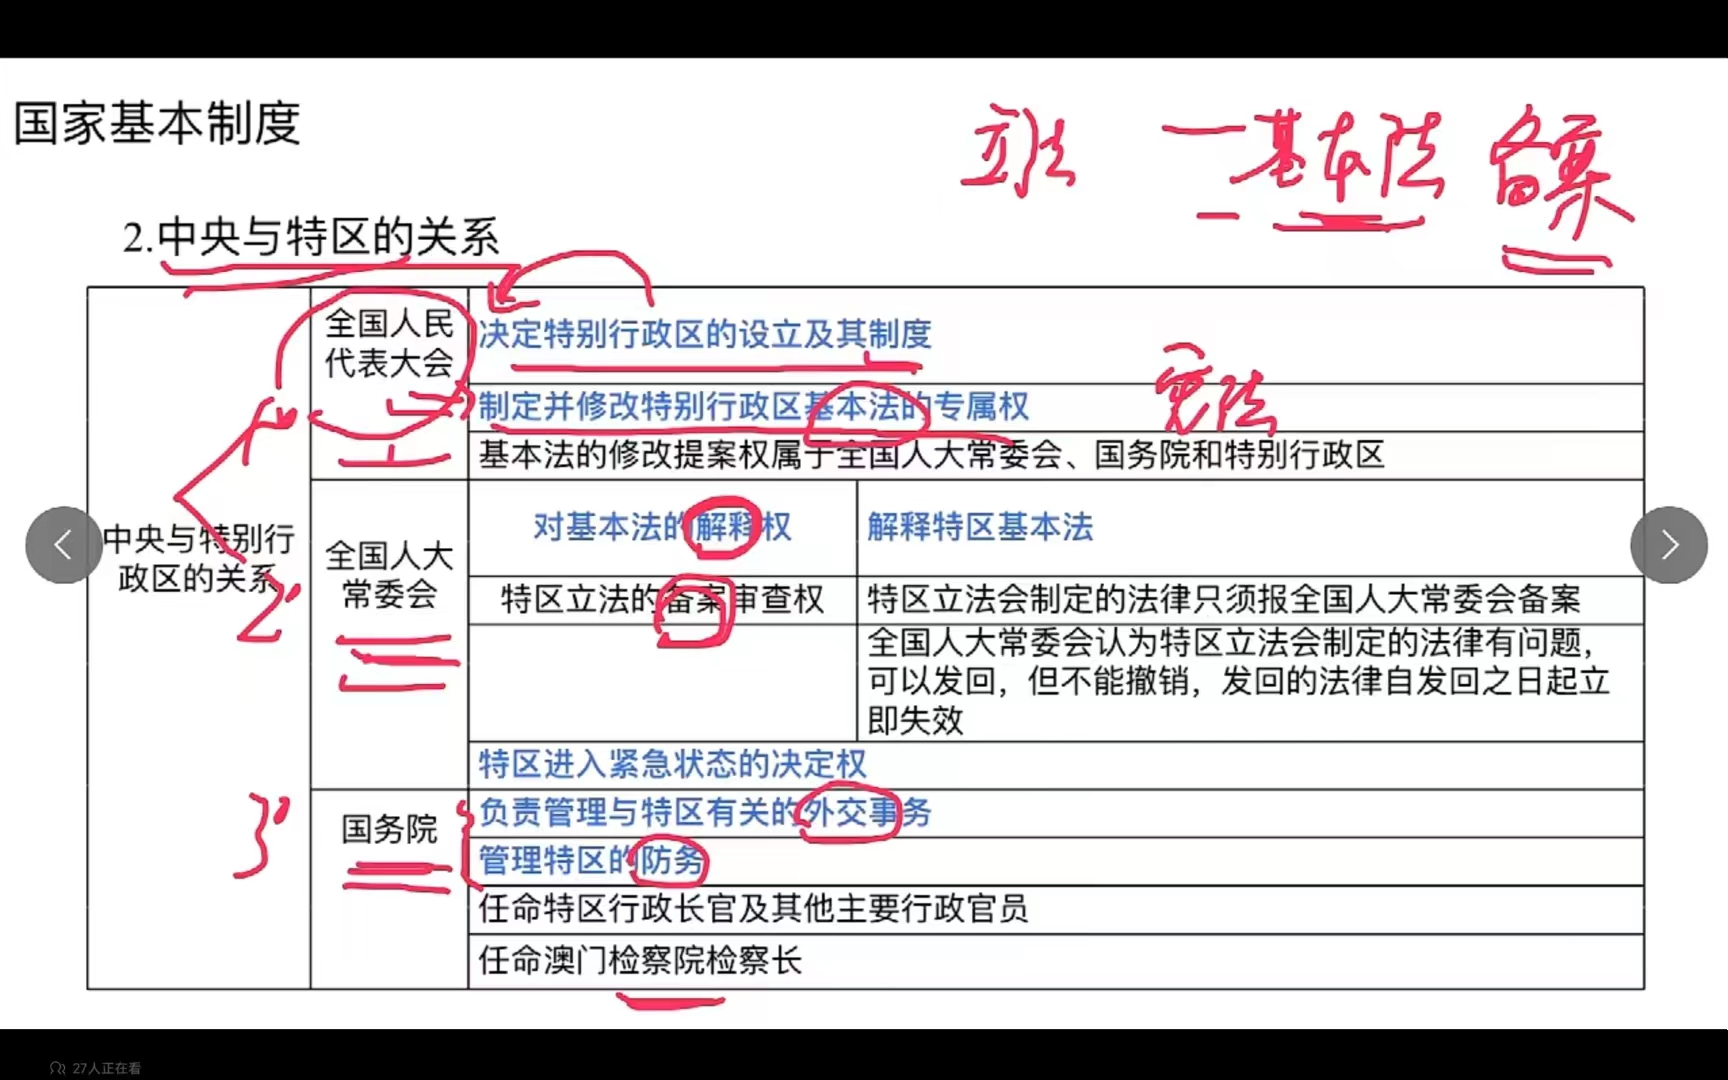 国家基本制度
立法 一基本法 备案
2.中央与特区的关系
中央与特别行
政区的关系
全国人民
代表大会
决定特别行政区的设立及其制度
制定并修改特别行政区基本法的专属权
宪法
基本法的修改提案权属于全国人大常委会、国务院和特别行政区
全国人大
常委会
对基本法的解释权
解释特区基本法
特区立法的备案审查权
特区立法会制定的法律只须报全国人大常委会备案
全国人大常委会认为特区立法会制定的法律有问题，
可以发回，但不能撤销，发回的法律自发回之日起立
即失效
特区进入紧急状态的决定权
国务院
负责管理与特区有关的外交事务
管理特区的防务
任命特区行政长官及其他主要行政官员
任命澳门检察院检察长
1'
2'
3'
27人正在看